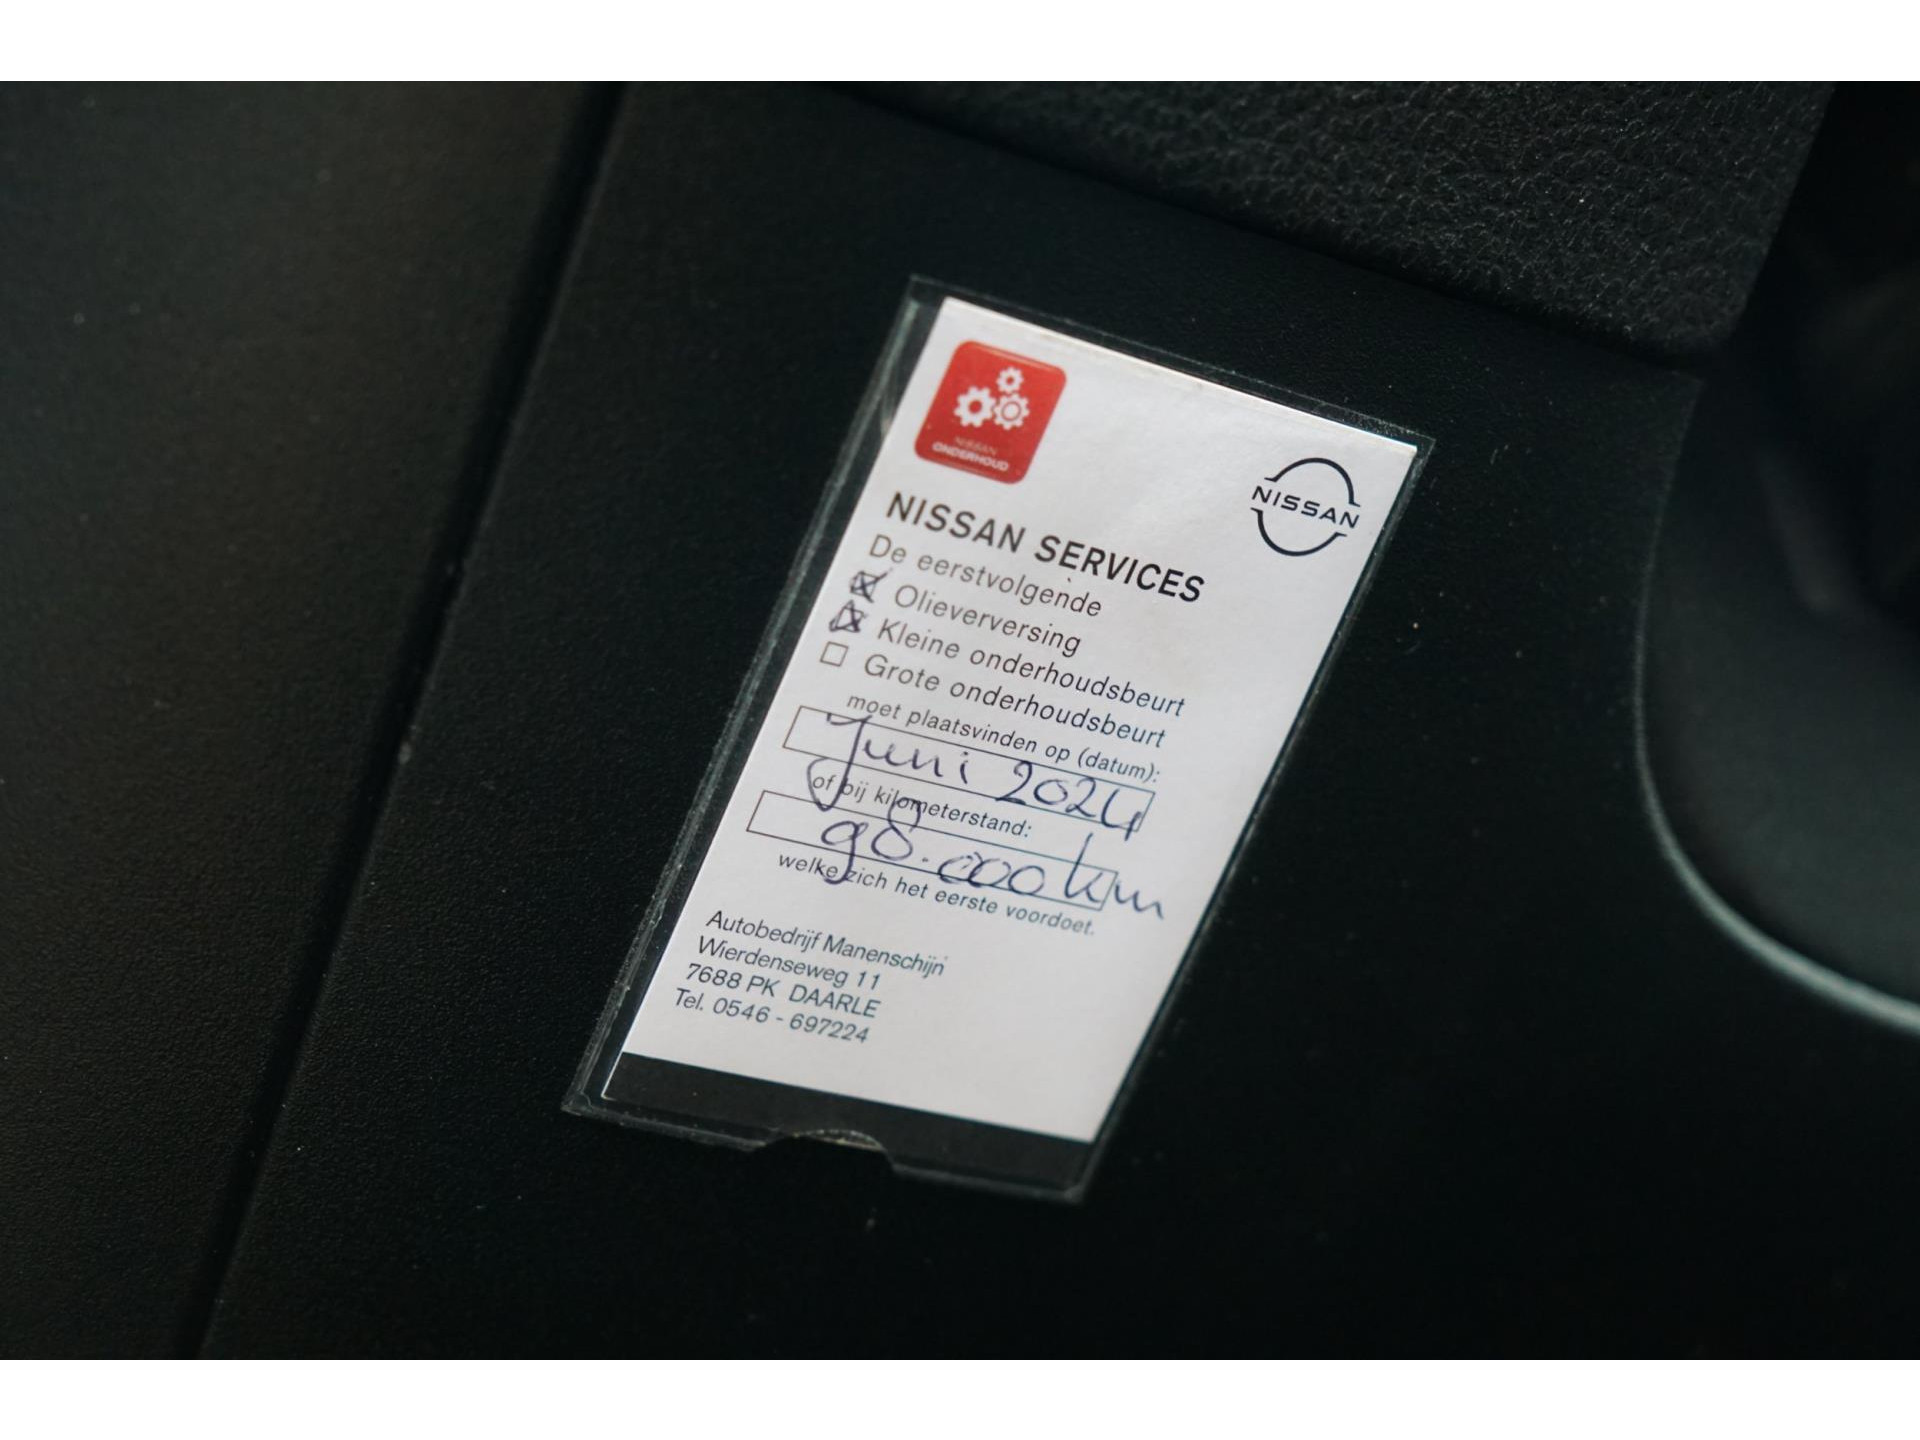 NISSAN
ONDERHOUD
NISSAN
NISSAN SERVICES
De eerstvolgende
Olieverversing
Kleine onderhoudsbeurt
Grote onderhoudsbeurt
moet plaatsvinden op (datum):
Juni 2024
of bij kilometerstand:
98.000 km
welke zich het eerste voordoet.
Autobedrijf Manenschijn
Wierdenseweg 11
7688 PK DAARLE
Tel. 0546 - 697224